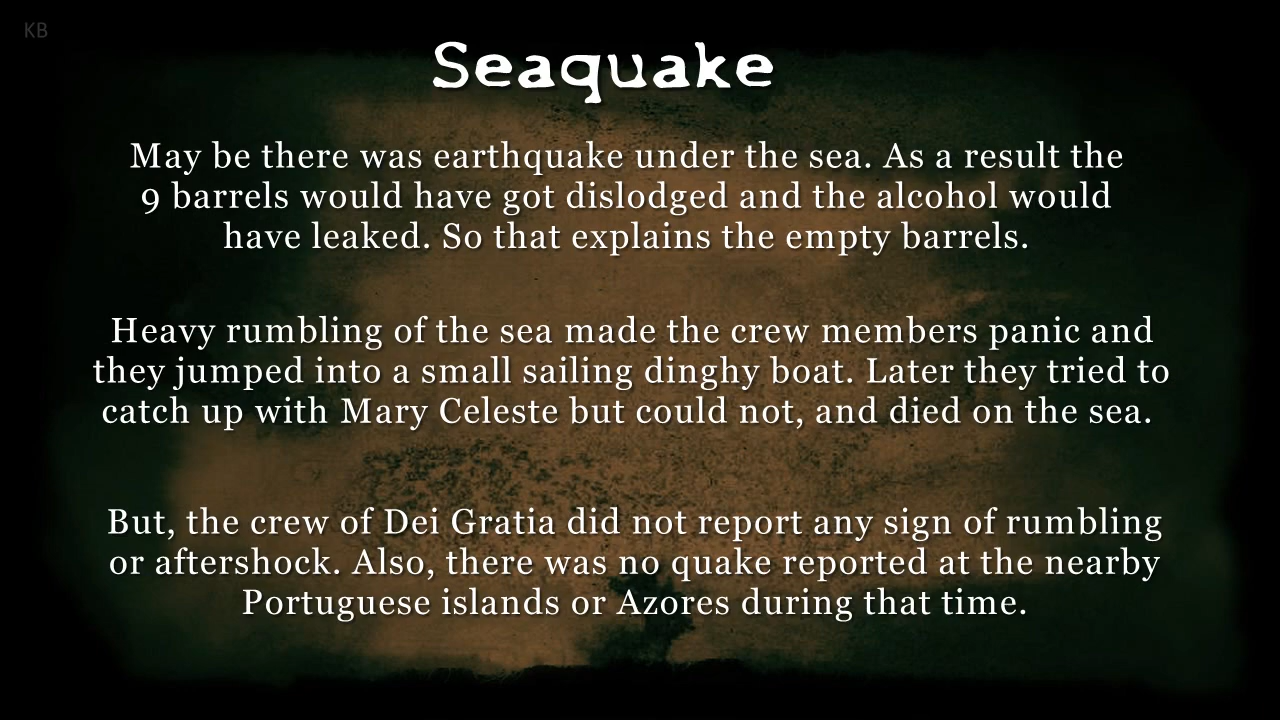 KB
Seaquake
May be there was earthquake under the sea. As a result the
9 barrels would have got dislodged and the alcohol would
have leaked. So that explains the empty barrels.
Heavy rumbling of the sea made the crew members panic and
they jumped into a small sailing dinghy boat. Later they tried to
catch up with Mary Celeste but could not, and died on the sea.
But, the crew of Dei Gratia did not report any sign of rumbling
or aftershock. Also, there was no quake reported at the nearby
Portuguese islands or Azores during that time.